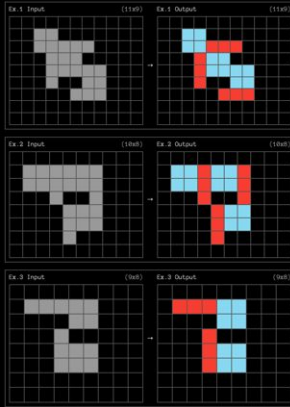 Ex.1 Input (11x9) → Ex.1 Output (11x9)
Ex.2 Input (10x8) → Ex.2 Output (10x8)
Ex.3 Input (9x8) → Ex.3 Output (9x8)